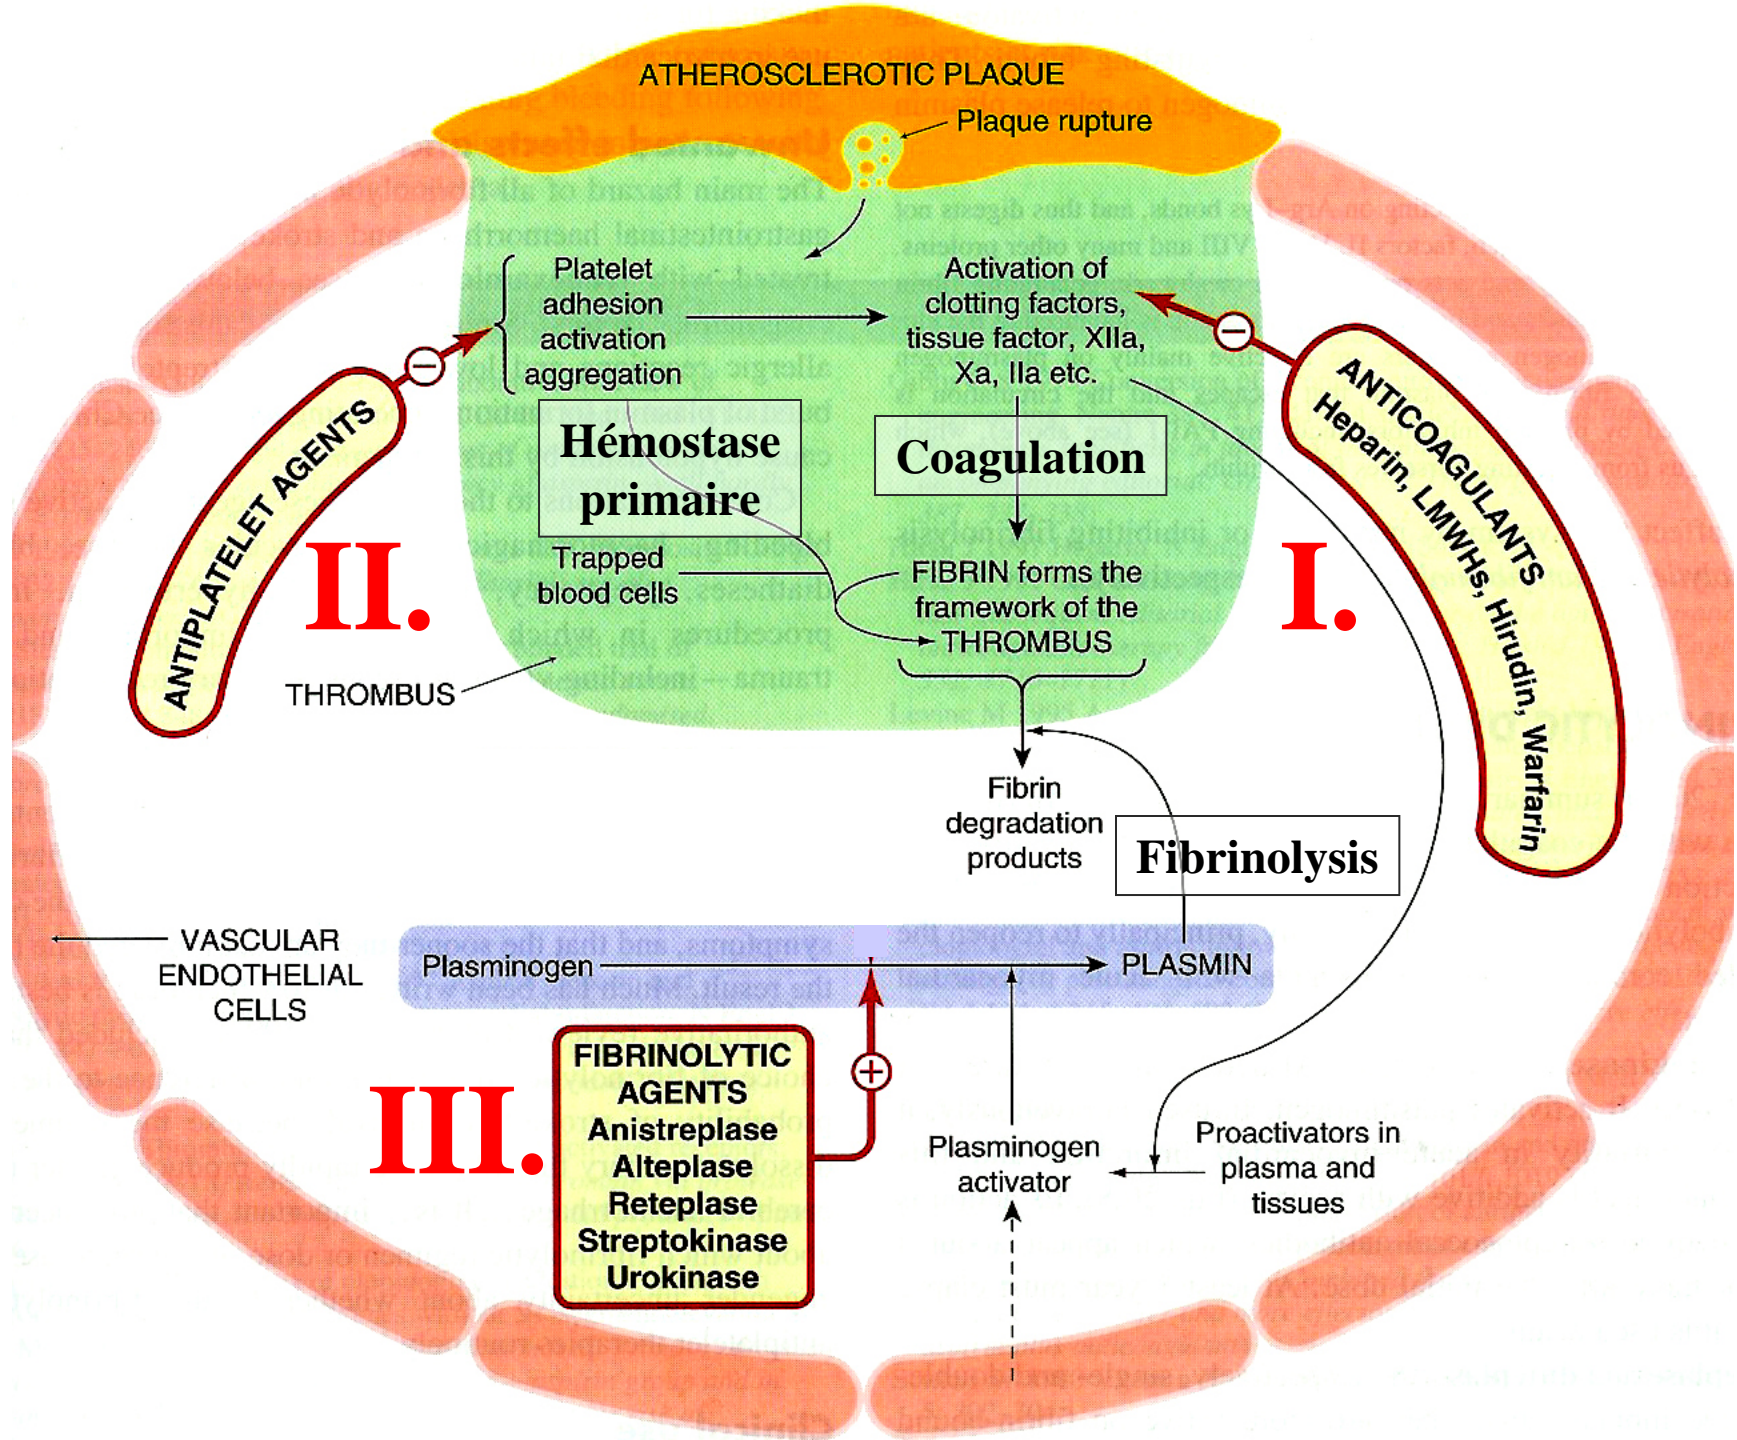 ATHEROSCLEROTIC PLAQUE
Plaque rupture
Platelet
adhesion
activation
aggregation
Activation of
clotting factors,
tissue factor, XIIa,
Xa, IIa etc.
ANTIPLATELET AGENTS
ANTICOAGULANTS
Heparin, LMWHs, Hirudin, Warfarin
Hémostase
primaire
Coagulation
II.
I.
Trapped
blood cells
FIBRIN forms the
framework of the
THROMBUS
THROMBUS
Fibrin
degradation
products
Fibrinolysis
VASCULAR
ENDOTHELIAL
CELLS
Plasminogen
PLASMIN
III.
FIBRINOLYTIC
AGENTS
Anistreplase
Alteplase
Reteplase
Streptokinase
Urokinase
Plasminogen
activator
Proactivators in
plasma and
tissues